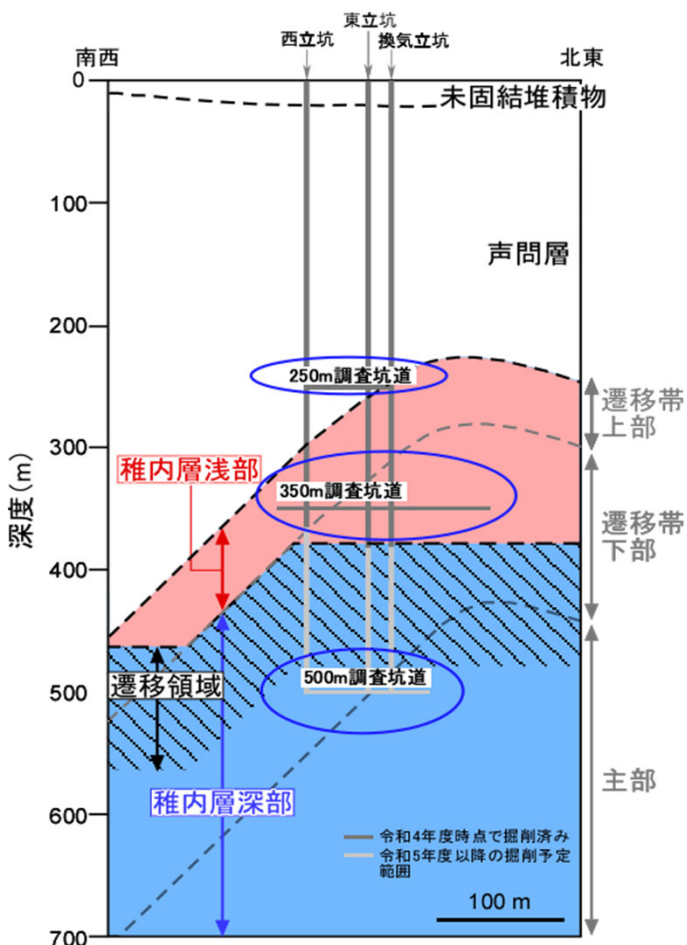 東立坑
西立坑
換気立坑
南西
北東
0
未固結堆積物
100
声問層
200
250m調査坑道
遷移帯
上部
300
稚内層浅部
350m調査坑道
遷移帯
下部
深度(m)
400
500m調査坑道
遷移領域
500
主部
稚内層深部
600
令和4年度時点で掘削済み
令和5年度以降の掘削予定
範囲
100 m
700